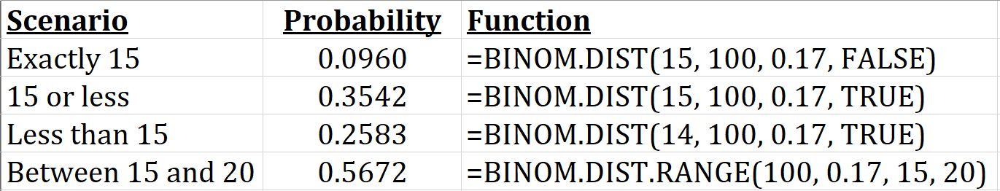 Scenario Probability Function
Exactly 15 0.0960 =BINOM.DIST(15, 100, 0.17, FALSE)
15 or less 0.3542 =BINOM.DIST(15, 100, 0.17, TRUE)
Less than 15 0.2583 =BINOM.DIST(14, 100, 0.17, TRUE)
Between 15 and 20 0.5672 =BINOM.DIST.RANGE(100, 0.17, 15, 20)